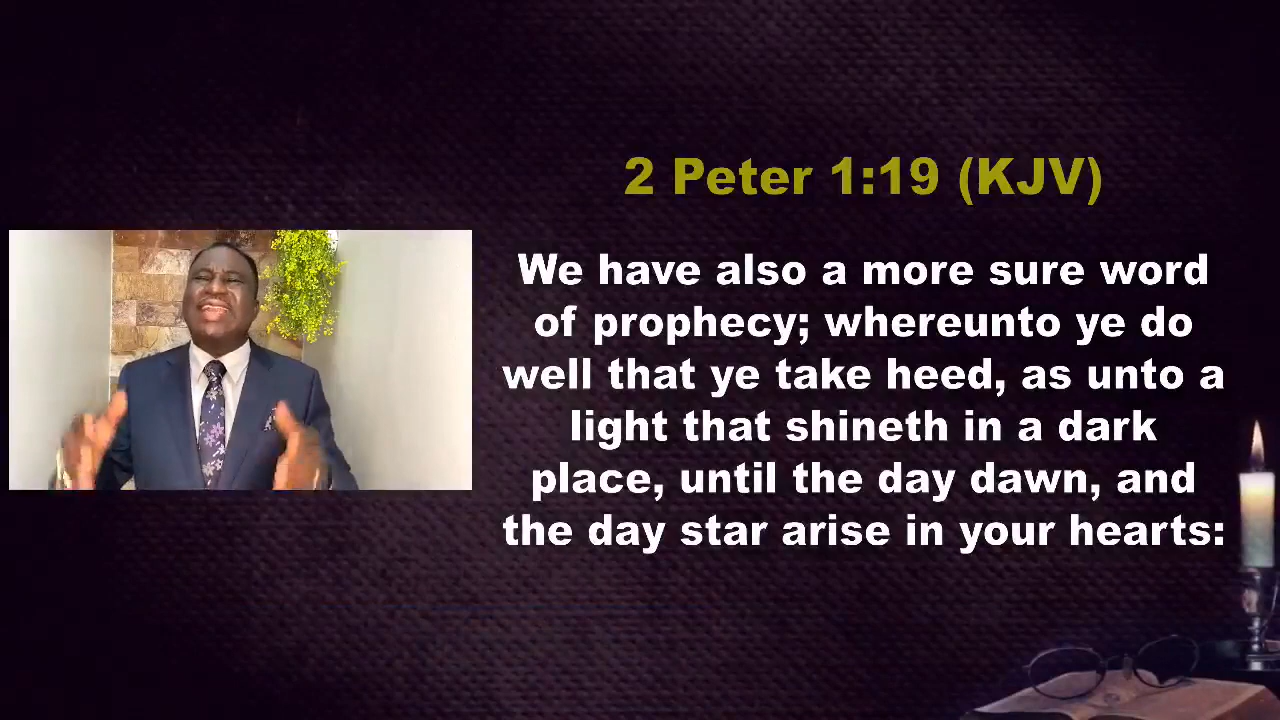 2 Peter 1:19 (KJV)
We have also a more sure word
of prophecy; whereunto ye do
well that ye take heed, as unto a
light that shineth in a dark
place, until the day dawn, and
the day star arise in your hearts: